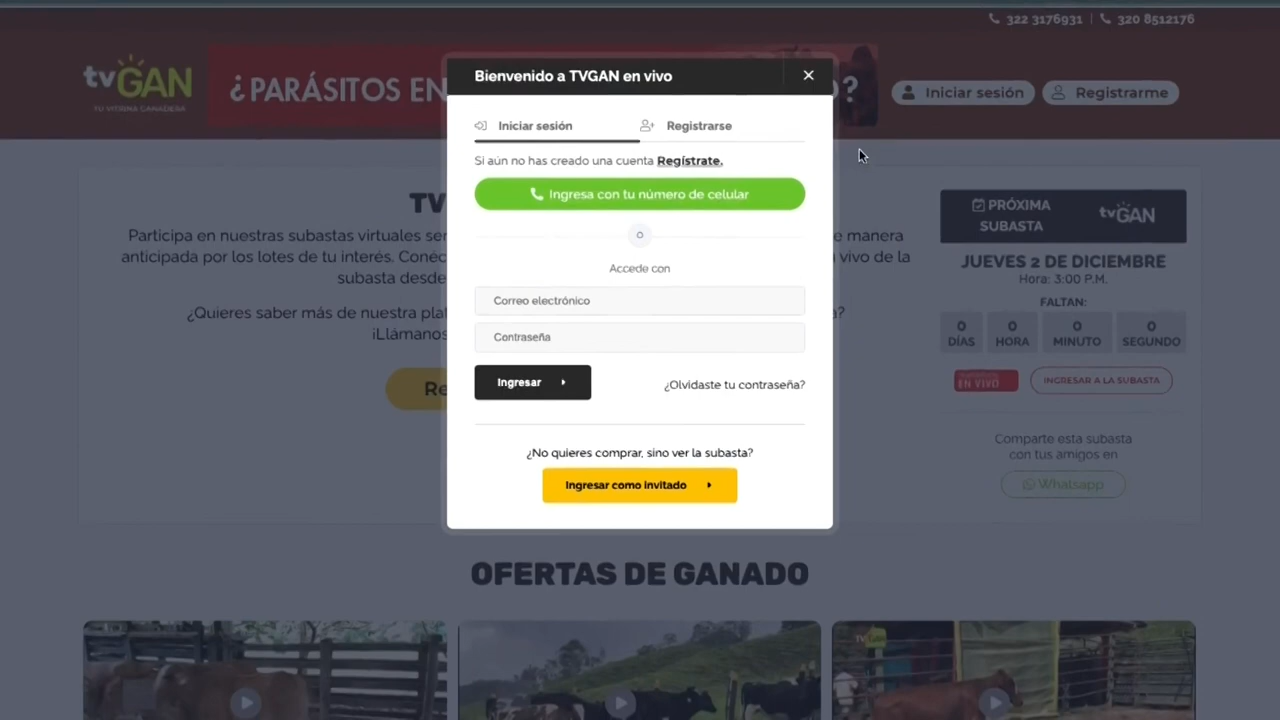 322 3176931 | 320 8512176
tvGAN
TU VITRINA GANADERA
¿PARÁSITOS EN
O?
Iniciar sesión
Registrarme
Bienvenido a TVGAN en vivo
Iniciar sesión
Registrarse
Si aún no has creado una cuenta Regístrate.
Ingresa con tu número de celular
o
Accede con
Correo electrónico
Contraseña
Ingresar
¿Olvidaste tu contraseña?
¿No quieres comprar, sino ver la subasta?
Ingresar como invitado
TV
Participa en nuestras subastas virtuales
e manera
anticipada por los lotes de tu interés.
vivo de la
subasta
¿Quieres saber más de nuestra
a?
¡Llámanos
Re
PRÓXIMA
SUBASTA
tvGAN
JUEVES 2 DE DICIEMBRE
Hora: 3:00 P.M.
FALTAN:
0 0 0 0
DÍAS HORA MINUTO SEGUNDO
EN VIVO
INGRESAR A LA SUBASTA
Comparte esta subasta
con tus amigos en
Whatsapp
OFERTAS DE GANADO
TVGAN